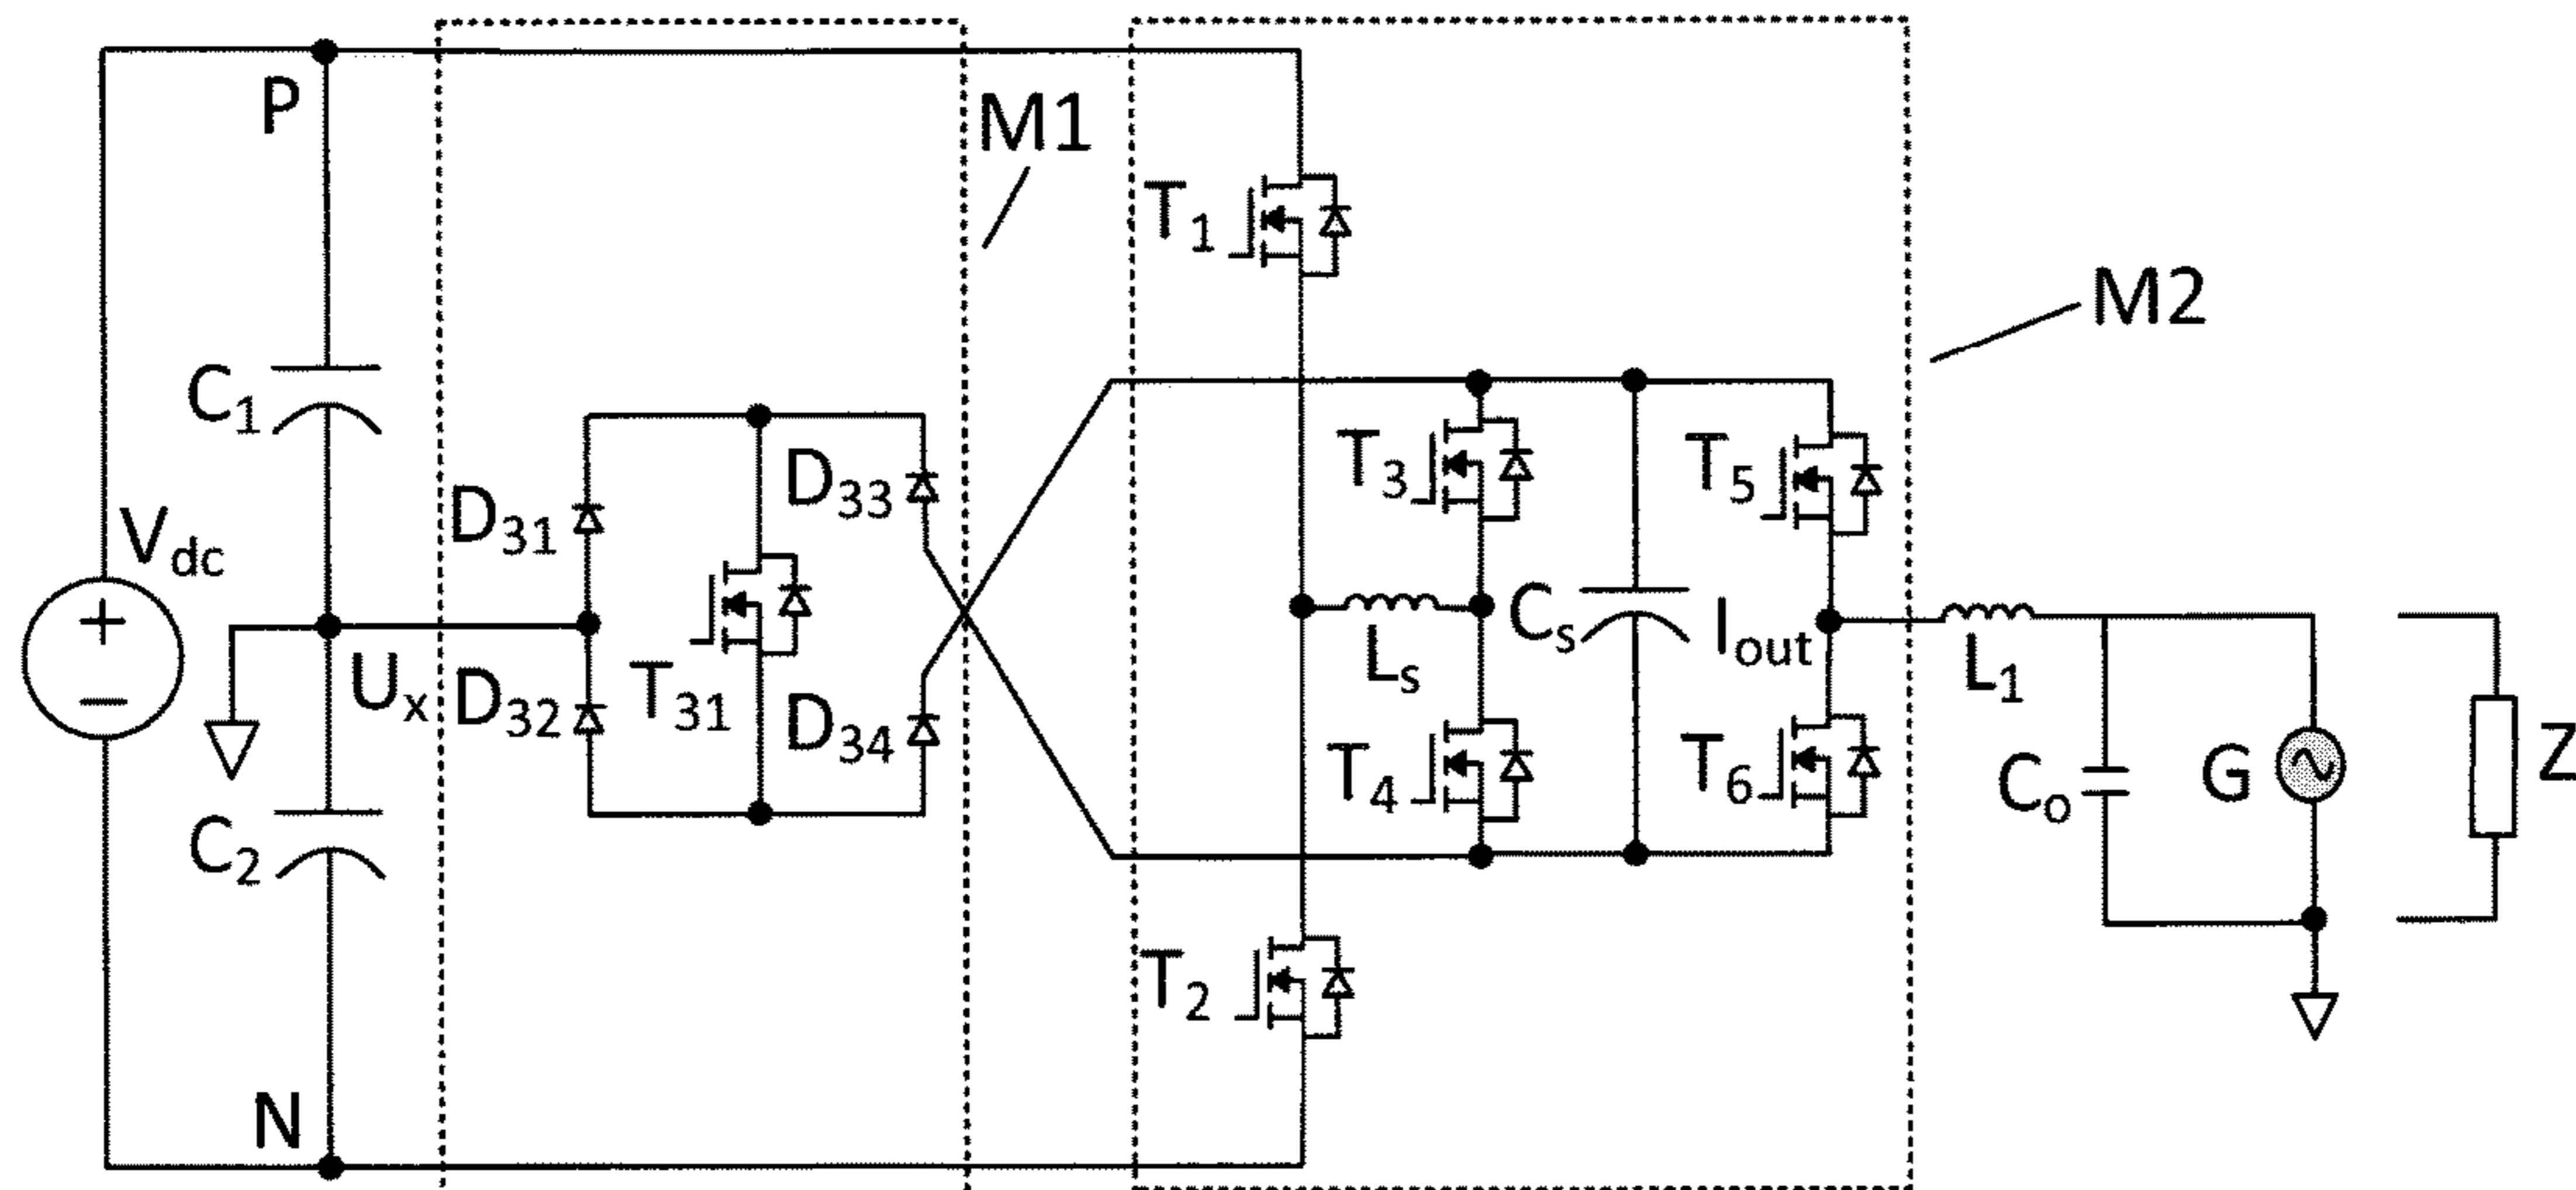 P
M1
T1
M2
C1
D33
T3
T5
D31
Vdc
+
−
Ux
D32
T31
D34
Ls
Cs
Iout
L1
T4
T6
Co
G
Z
C2
T2
N